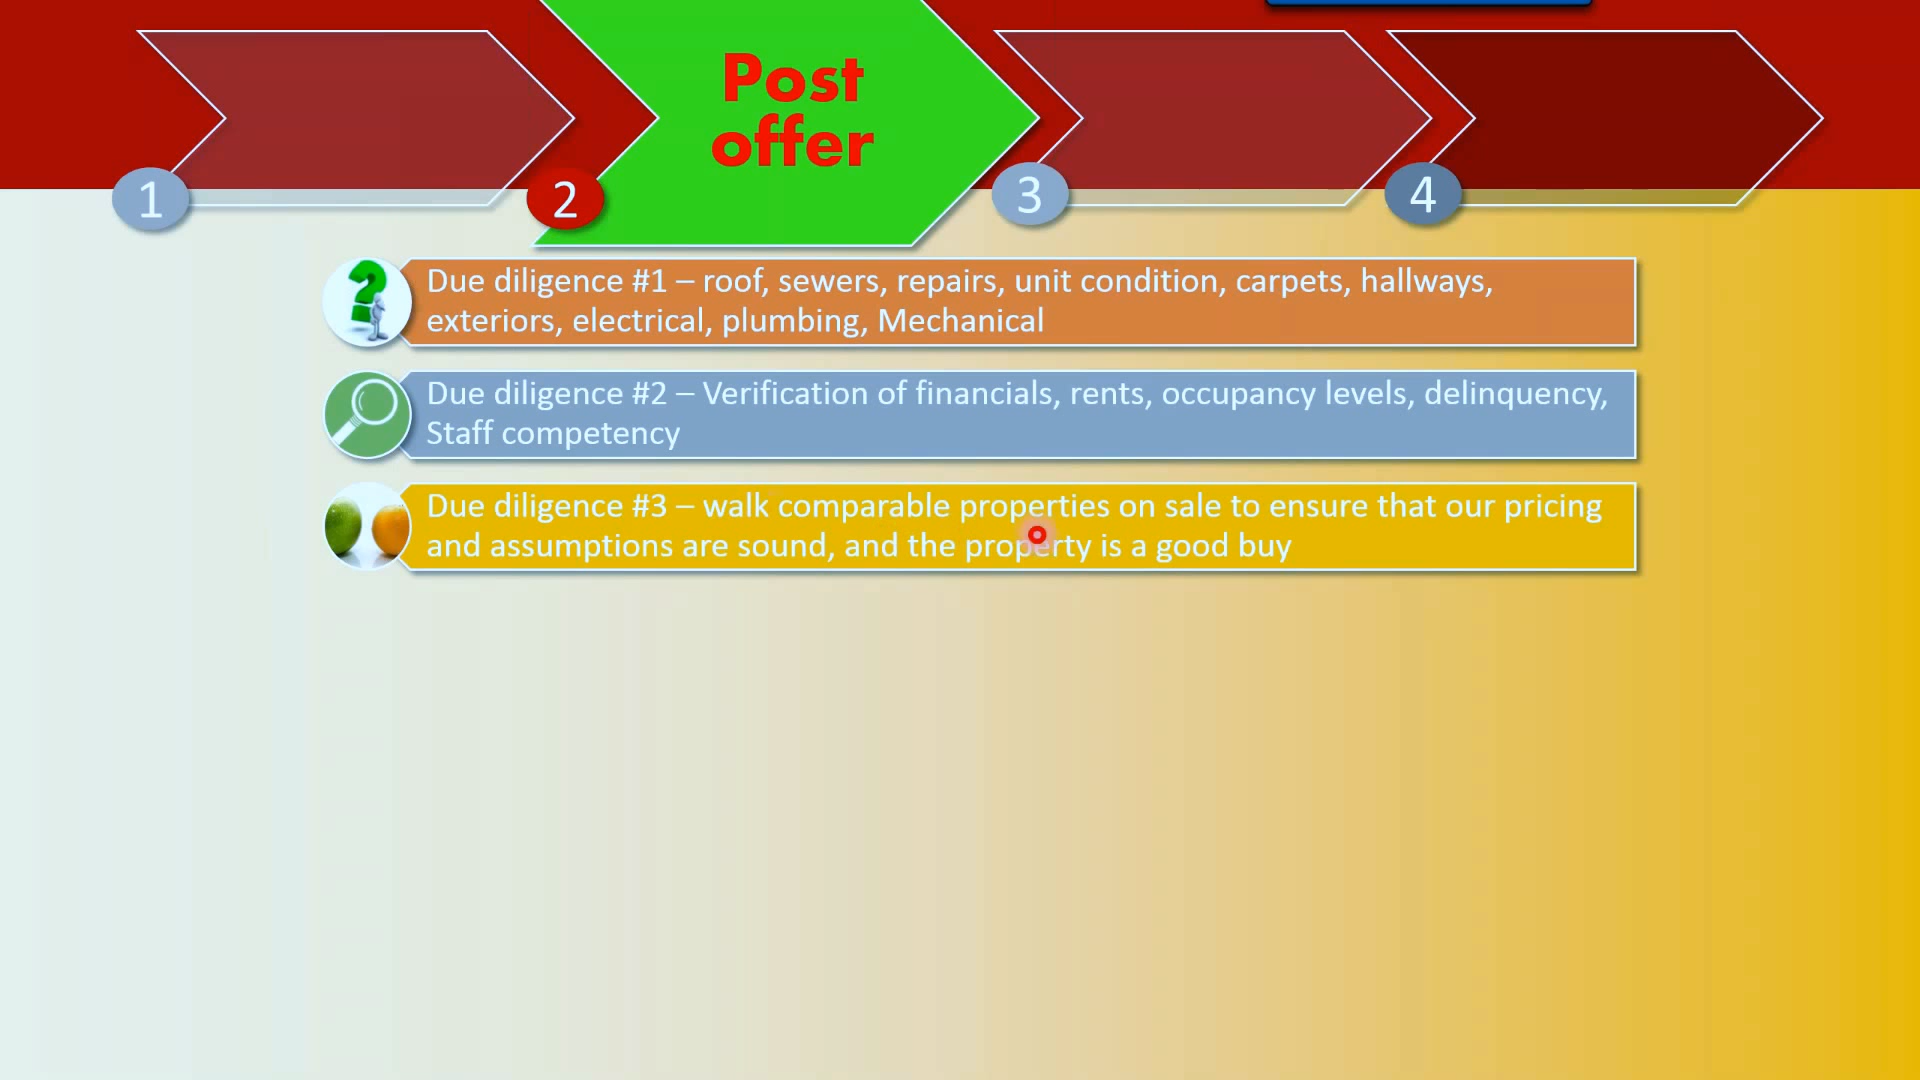 Post
offer
1
2
3
4
Due diligence #1 – roof, sewers, repairs, unit condition, carpets, hallways,
exteriors, electrical, plumbing, Mechanical
Due diligence #2 – Verification of financials, rents, occupancy levels, delinquency,
Staff competency
Due diligence #3 – walk comparable properties on sale to ensure that our pricing
and assumptions are sound, and the property is a good buy